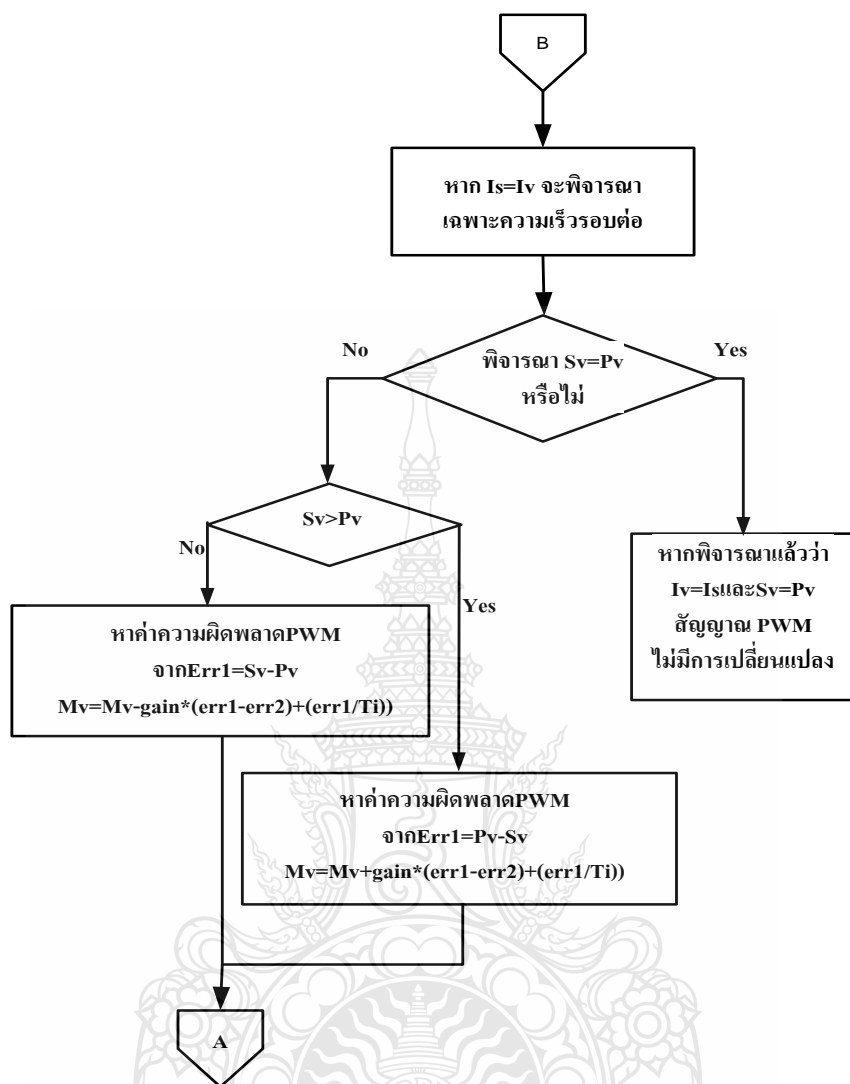 B
หาก Is=Iv จะพิจารณา
เฉพาะความเร็วรอบต่อ
พิจารณา Sv=Pv
หรือไม่
No
Yes
Sv>Pv
No
Yes
หากพิจารณาแล้วว่า
Iv=IsและSv=Pv
สัญญาณ PWM
ไม่มีการเปลี่ยนแปลง
หาค่าความผิดพลาดPWM
จากErr1=Sv-Pv
Mv=Mv-gain*(err1-err2)+(err1/Ti))
หาค่าความผิดพลาดPWM
จากErr1=Pv-Sv
Mv=Mv+gain*(err1-err2)+(err1/Ti))
A